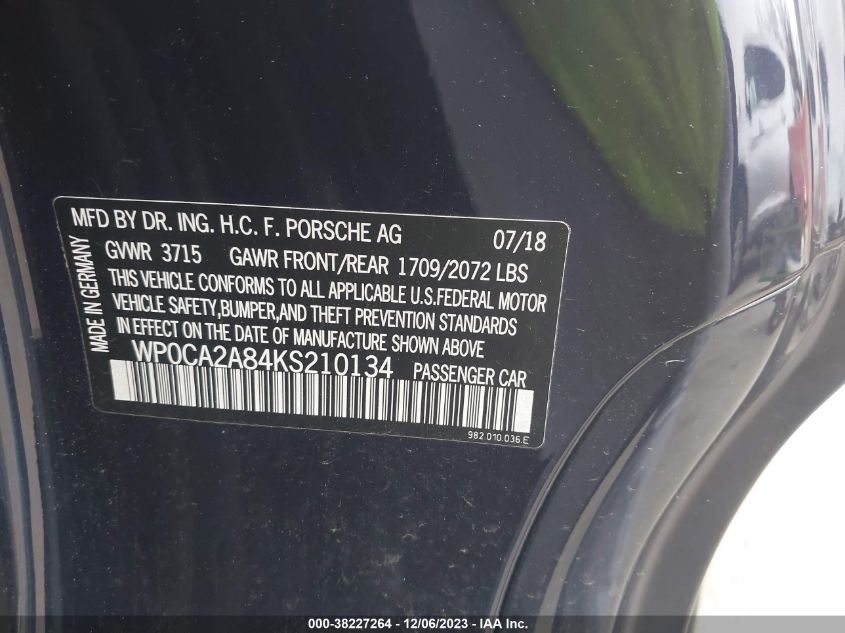 MFD BY DR. ING. H.C. F. PORSCHE AG 07/18
GVWR 3715 GAWR FRONT/REAR 1709/2072 LBS
THIS VEHICLE CONFORMS TO ALL APPLICABLE U.S.FEDERAL MOTOR
VEHICLE SAFETY,BUMPER,AND THEFT PREVENTION STANDARDS
IN EFFECT ON THE DATE OF MANUFACTURE SHOWN ABOVE
WP0CA2A84KS210134 PASSENGER CAR
MADE IN GERMANY
982.010.036.E
000-38227264 - 12/06/2023 - IAA Inc.